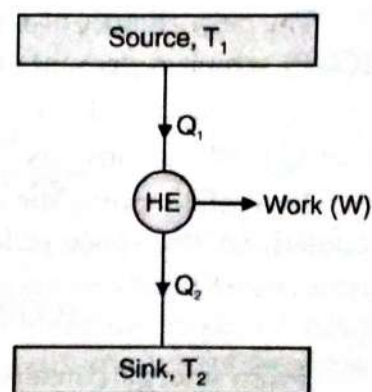 Source, T₁
Q₁
HE
Work (W)
Q₂
Sink, T₂